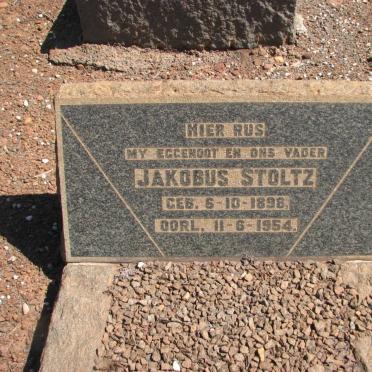 HIER RUS
MY EGGENOOT EN ONS VADER
JAKOBUS STOLTZ
GEB. 6-10-1898.
OORL. 11-6-1954.